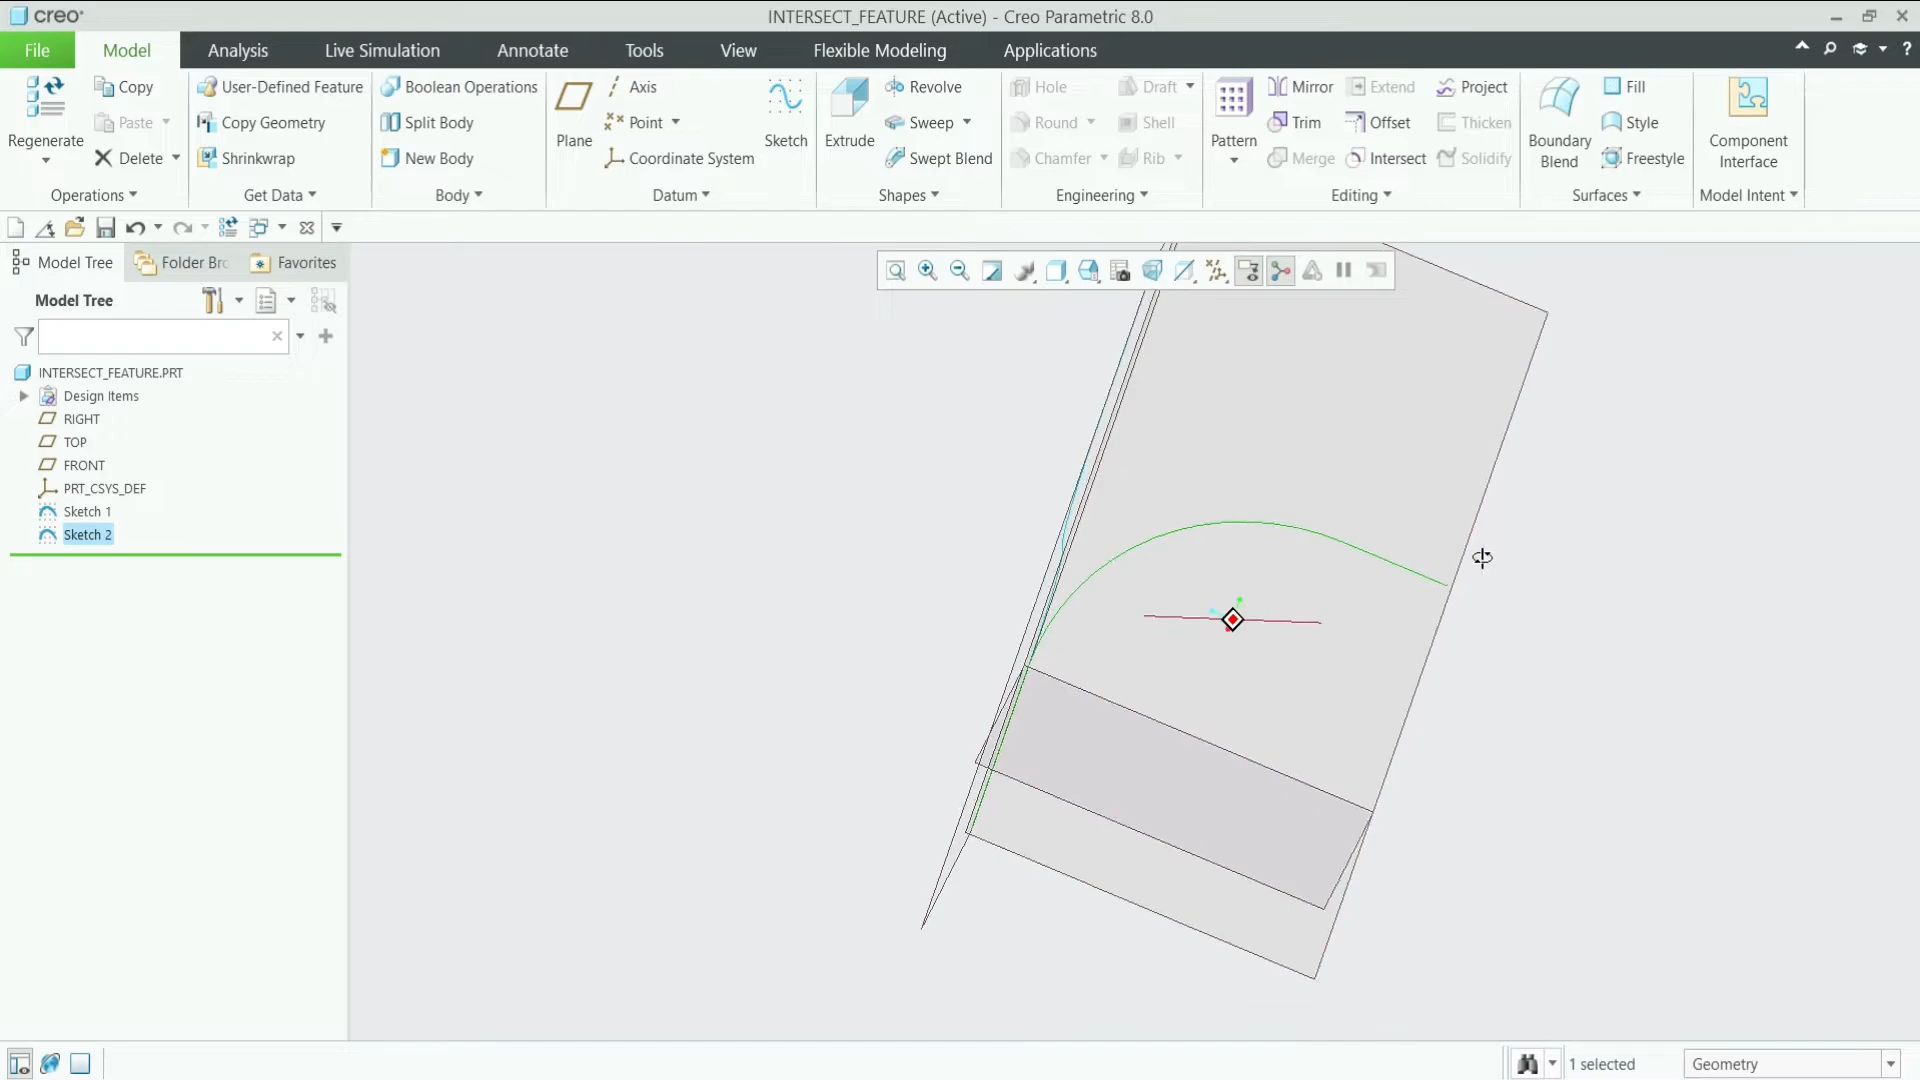 creo®
INTERSECT_FEATURE (Active) - Creo Parametric 8.0
File Model Analysis Live Simulation Annotate Tools View Flexible Modeling Applications
Regenerate Copy Paste Delete
Operations
User-Defined Feature Copy Geometry Shrinkwrap
Get Data
Boolean Operations Split Body New Body
Body
Plane Axis Point Coordinate System Sketch
Datum
Extrude Revolve Sweep Swept Blend
Shapes
Hole Round Chamfer Draft Shell Rib
Engineering
Pattern Mirror Trim Merge Extend Offset Intersect Project Thicken Solidify
Editing
Boundary Blend Fill Style Freestyle
Surfaces
Component Interface
Model Intent
Model Tree Folder Bro Favorites
Model Tree
INTERSECT_FEATURE.PRT
Design Items
RIGHT
TOP
FRONT
PRT_CSYS_DEF
Sketch 1
Sketch 2
1 selected Geometry